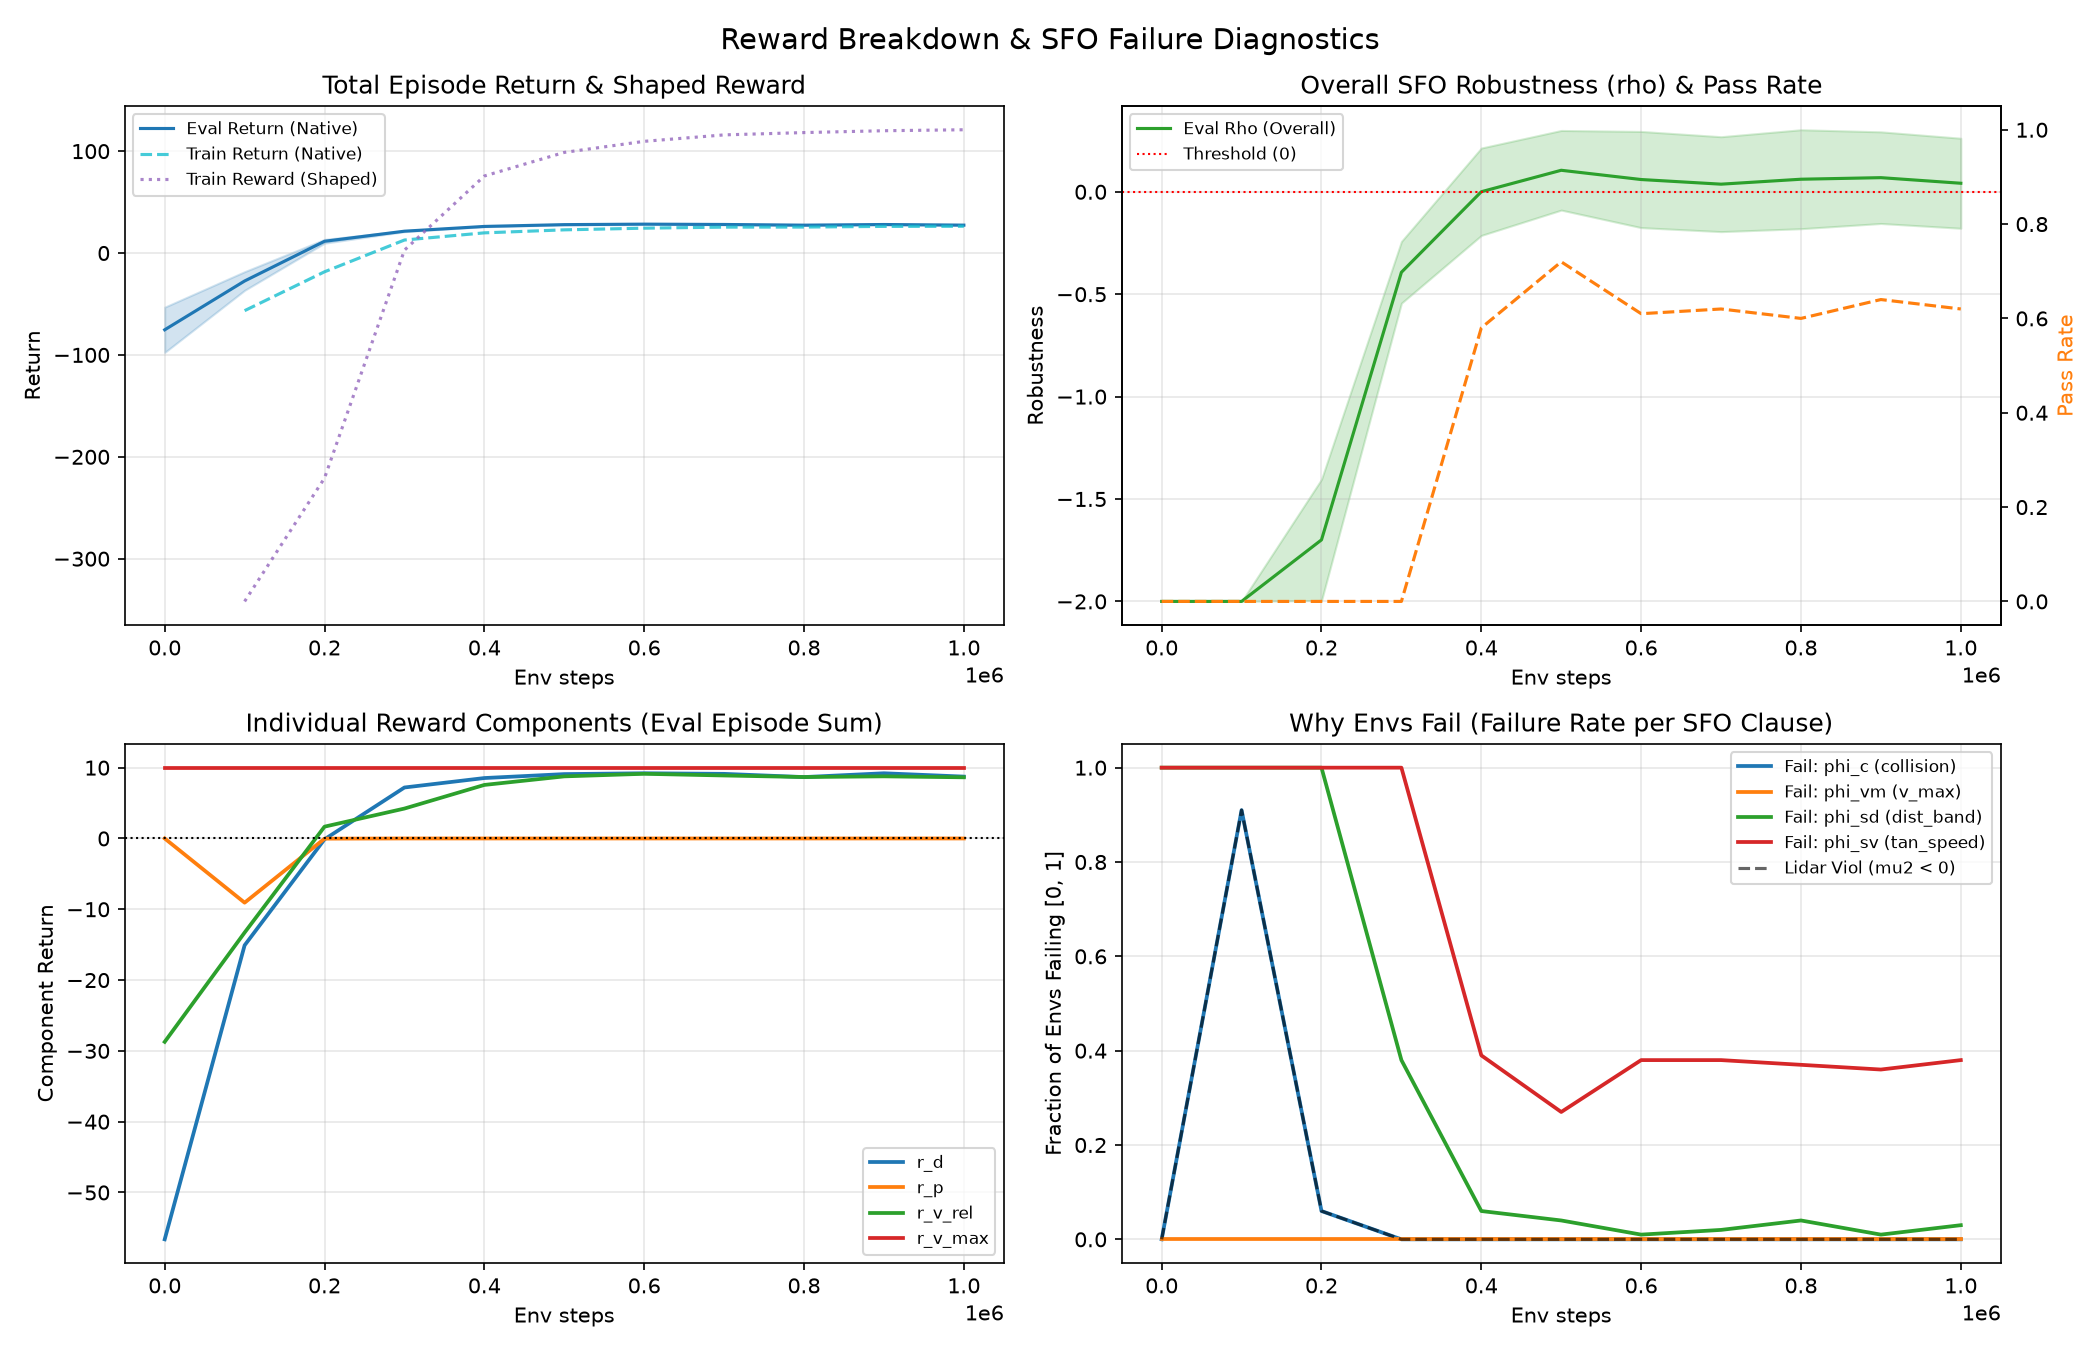 Reward Breakdown & SFO Failure Diagnostics
Total Episode Return & Shaped Reward
Eval Return (Native)
Train Return (Native)
Train Reward (Shaped)
Return
100
0
−100
−200
−300
0.0 0.2 0.4 0.6 0.8 1.0
1e6
Env steps
Overall SFO Robustness (rho) & Pass Rate
Eval Rho (Overall)
Threshold (0)
Robustness
0.0
−0.5
−1.0
−1.5
−2.0
Pass Rate
1.0
0.8
0.6
0.4
0.2
0.0
0.0 0.2 0.4 0.6 0.8 1.0
1e6
Env steps
Individual Reward Components (Eval Episode Sum)
Component Return
10
0
−10
−20
−30
−40
−50
r_d
r_p
r_v_rel
r_v_max
0.0 0.2 0.4 0.6 0.8 1.0
1e6
Env steps
Why Envs Fail (Failure Rate per SFO Clause)
Fail: phi_c (collision)
Fail: phi_vm (v_max)
Fail: phi_sd (dist_band)
Fail: phi_sv (tan_speed)
Lidar Viol (mu2 < 0)
Fraction of Envs Failing [0, 1]
1.0
0.8
0.6
0.4
0.2
0.0
0.0 0.2 0.4 0.6 0.8 1.0
1e6
Env steps